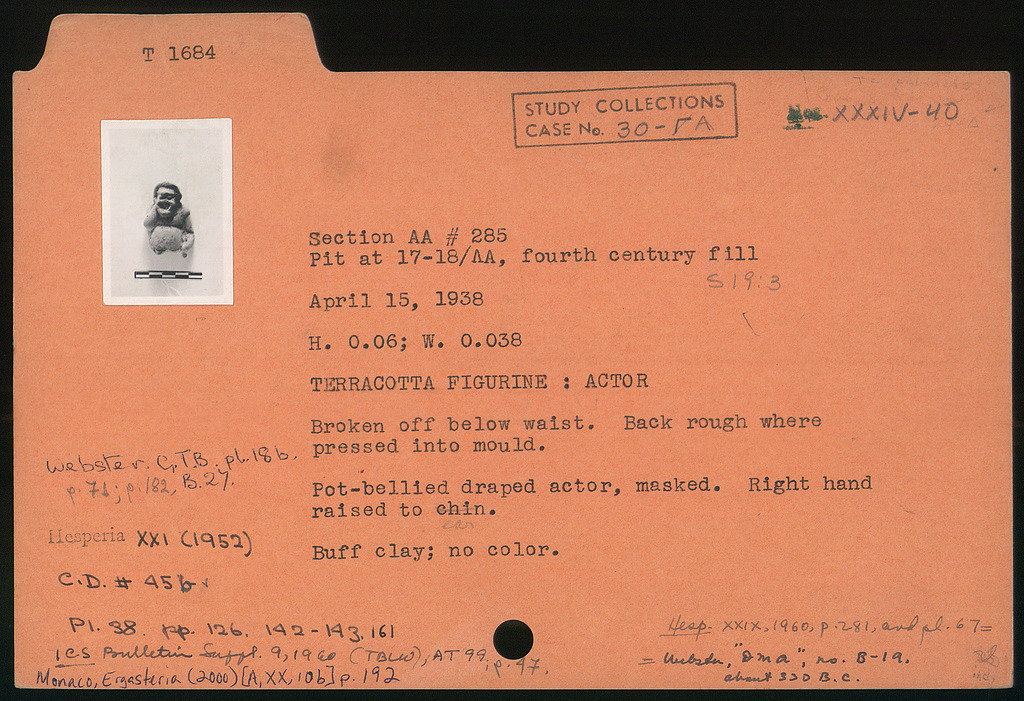 T 1684
STUDY COLLECTIONS
CASE No. 30-ΓA
XXXIV-40
Section AA # 285
Pit at 17-18/ΛΑ, fourth century fill
S 19:3
April 15, 1938
H. 0.06; W. 0.038
TERRACOTTA FIGURINE : ACTOR
Broken off below waist. Back rough where
pressed into mould.
Pot-bellied draped actor, masked. Right hand
raised to chin.
ear
Buff clay; no color.
Webster. G.T.B. pl. 18b.
p. 71; p. 182, B.27.
Hesperia XXI (1952)
C.D. # 45b
Pl. 38. pp. 126, 142-143, 161
ICS Bulletin Suppl. 9, 1960 (TBLW), AT 99, p. 47.
Monaco, Ergasteria (2000) [A, XX, 10b] p. 192
Hesp. XXIX, 1960, p. 281, and pl. 67=
= Webster, "DMA", no. B-19.
about 330 B.C.